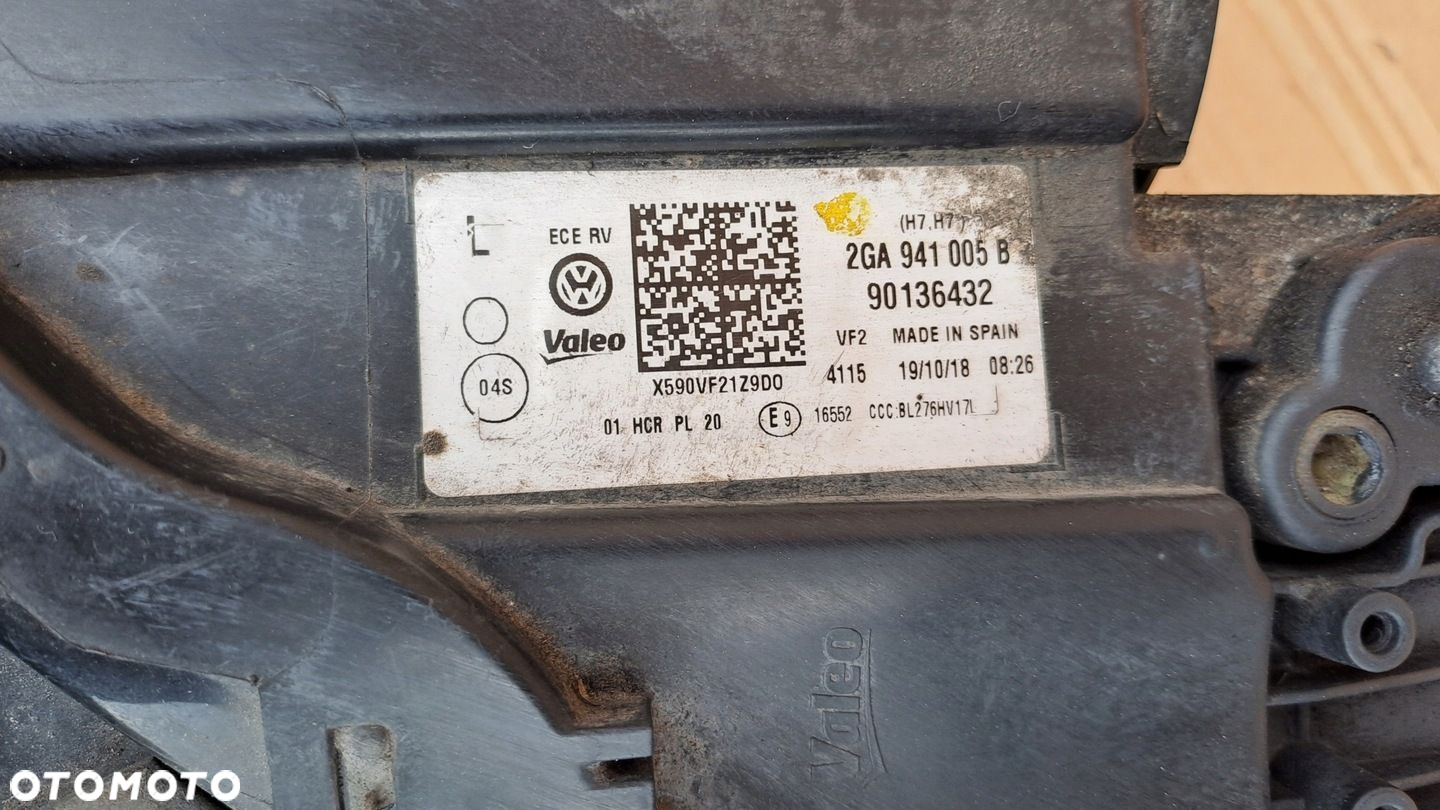 L
ECE RV
(H7.H7 )
2GA 941 005 B
90136432
Valeo
VF2 MADE IN SPAIN
04S
X590VF21Z9D0
4115 19/10/18 08:26
01 HCR PL 20
E 9
16552 CCC:BL276HV17L
Valeo
OTOMOTO